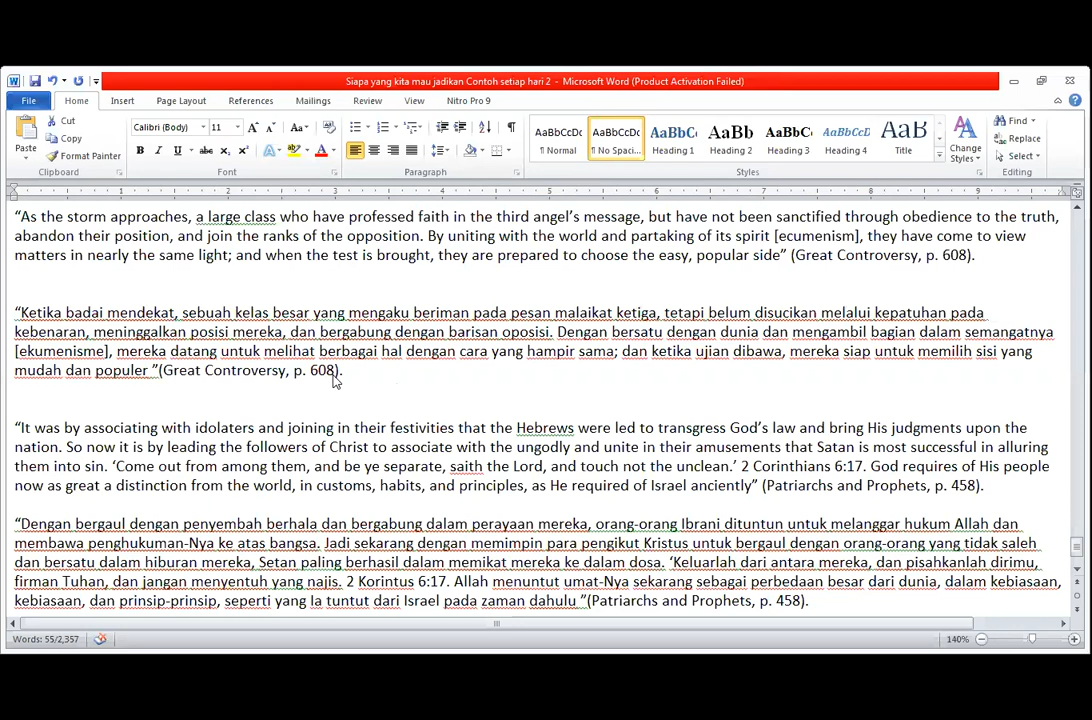 Siapa yang kita mau jadikan Contoh setiap hari 2 - Microsoft Word (Product Activation Failed)
File Home Insert Page Layout References Mailings Review View Nitro Pro 9
Paste
Cut
Copy
Format Painter
Clipboard
Calibri (Body) 11
Font
Paragraph
AaBbCcDc
¶ Normal
AaBbCcDc
¶ No Spaci...
AaBbC
Heading 1
AaBb
Heading 2
AaBbC
Heading 3
AaBbCcD
Heading 4
AaB
Title
Change
Styles
Styles
Find
Replace
Select
Editing
1 2 3 4 5 6 7 8 9
“As the storm approaches, a large class who have professed faith in the third angel’s message, but have not been sanctified through obedience to the truth,
abandon their position, and join the ranks of the opposition. By uniting with the world and partaking of its spirit [ecumenism], they have come to view
matters in nearly the same light; and when the test is brought, they are prepared to choose the easy, popular side” (Great Controversy, p. 608).
“Ketika badai mendekat, sebuah kelas besar yang mengaku beriman pada pesan malaikat ketiga, tetapi belum disucikan melalui kepatuhan pada
kebenaran, meninggalkan posisi mereka, dan bergabung dengan barisan oposisi. Dengan bersatu dengan dunia dan mengambil bagian dalam semangatnya
[ekumenisme], mereka datang untuk melihat berbagai hal dengan cara yang hampir sama; dan ketika ujian dibawa, mereka siap untuk memilih sisi yang
mudah dan populer ”(Great Controversy, p. 608).
“It was by associating with idolaters and joining in their festivities that the Hebrews were led to transgress God’s law and bring His judgments upon the
nation. So now it is by leading the followers of Christ to associate with the ungodly and unite in their amusements that Satan is most successful in alluring
them into sin. ‘Come out from among them, and be ye separate, saith the Lord, and touch not the unclean.’ 2 Corinthians 6:17. God requires of His people
now as great a distinction from the world, in customs, habits, and principles, as He required of Israel anciently” (Patriarchs and Prophets, p. 458).
“Dengan bergaul dengan penyembah berhala dan bergabung dalam perayaan mereka, orang-orang Ibrani dituntun untuk melanggar hukum Allah dan
membawa penghukuman-Nya ke atas bangsa. Jadi sekarang dengan memimpin para pengikut Kristus untuk bergaul dengan orang-orang yang tidak saleh
dan bersatu dalam hiburan mereka, Setan paling berhasil dalam memikat mereka ke dalam dosa. ‘Keluarlah dari antara mereka, dan pisahkanlah dirimu,
firman Tuhan, dan jangan menyentuh yang najis. 2 Korintus 6:17. Allah menuntut umat-Nya sekarang sebagai perbedaan besar dari dunia, dalam kebiasaan,
kebiasaan, dan prinsip-prinsip, seperti yang Ia tuntut dari Israel pada zaman dahulu ”(Patriarchs and Prophets, p. 458).
Words: 55/2,357 140%